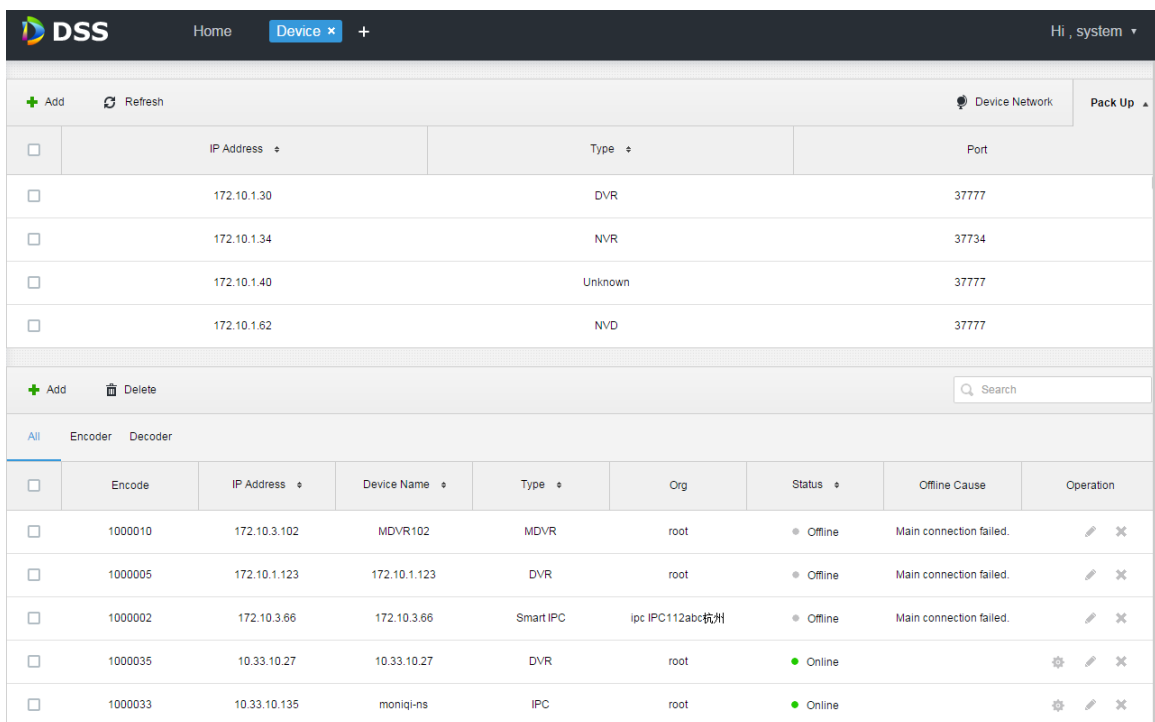 DSS Home Device × + Hi , system
Add Refresh Device Network Pack Up
IP Address Type Port
172.10.1.30 DVR 37777
172.10.1.34 NVR 37734
172.10.1.40 Unknown 37777
172.10.1.62 NVD 37777
Add Delete Search
All Encoder Decoder
Encode IP Address Device Name Type Org Status Offline Cause Operation
1000010 172.10.3.102 MDVR102 MDVR root Offline Main connection failed.
1000005 172.10.1.123 172.10.1.123 DVR root Offline Main connection failed.
1000002 172.10.3.66 172.10.3.66 Smart IPC ipc IPC112abc杭州 Offline Main connection failed.
1000035 10.33.10.27 10.33.10.27 DVR root Online
1000033 10.33.10.135 moniqi-ns IPC root Online